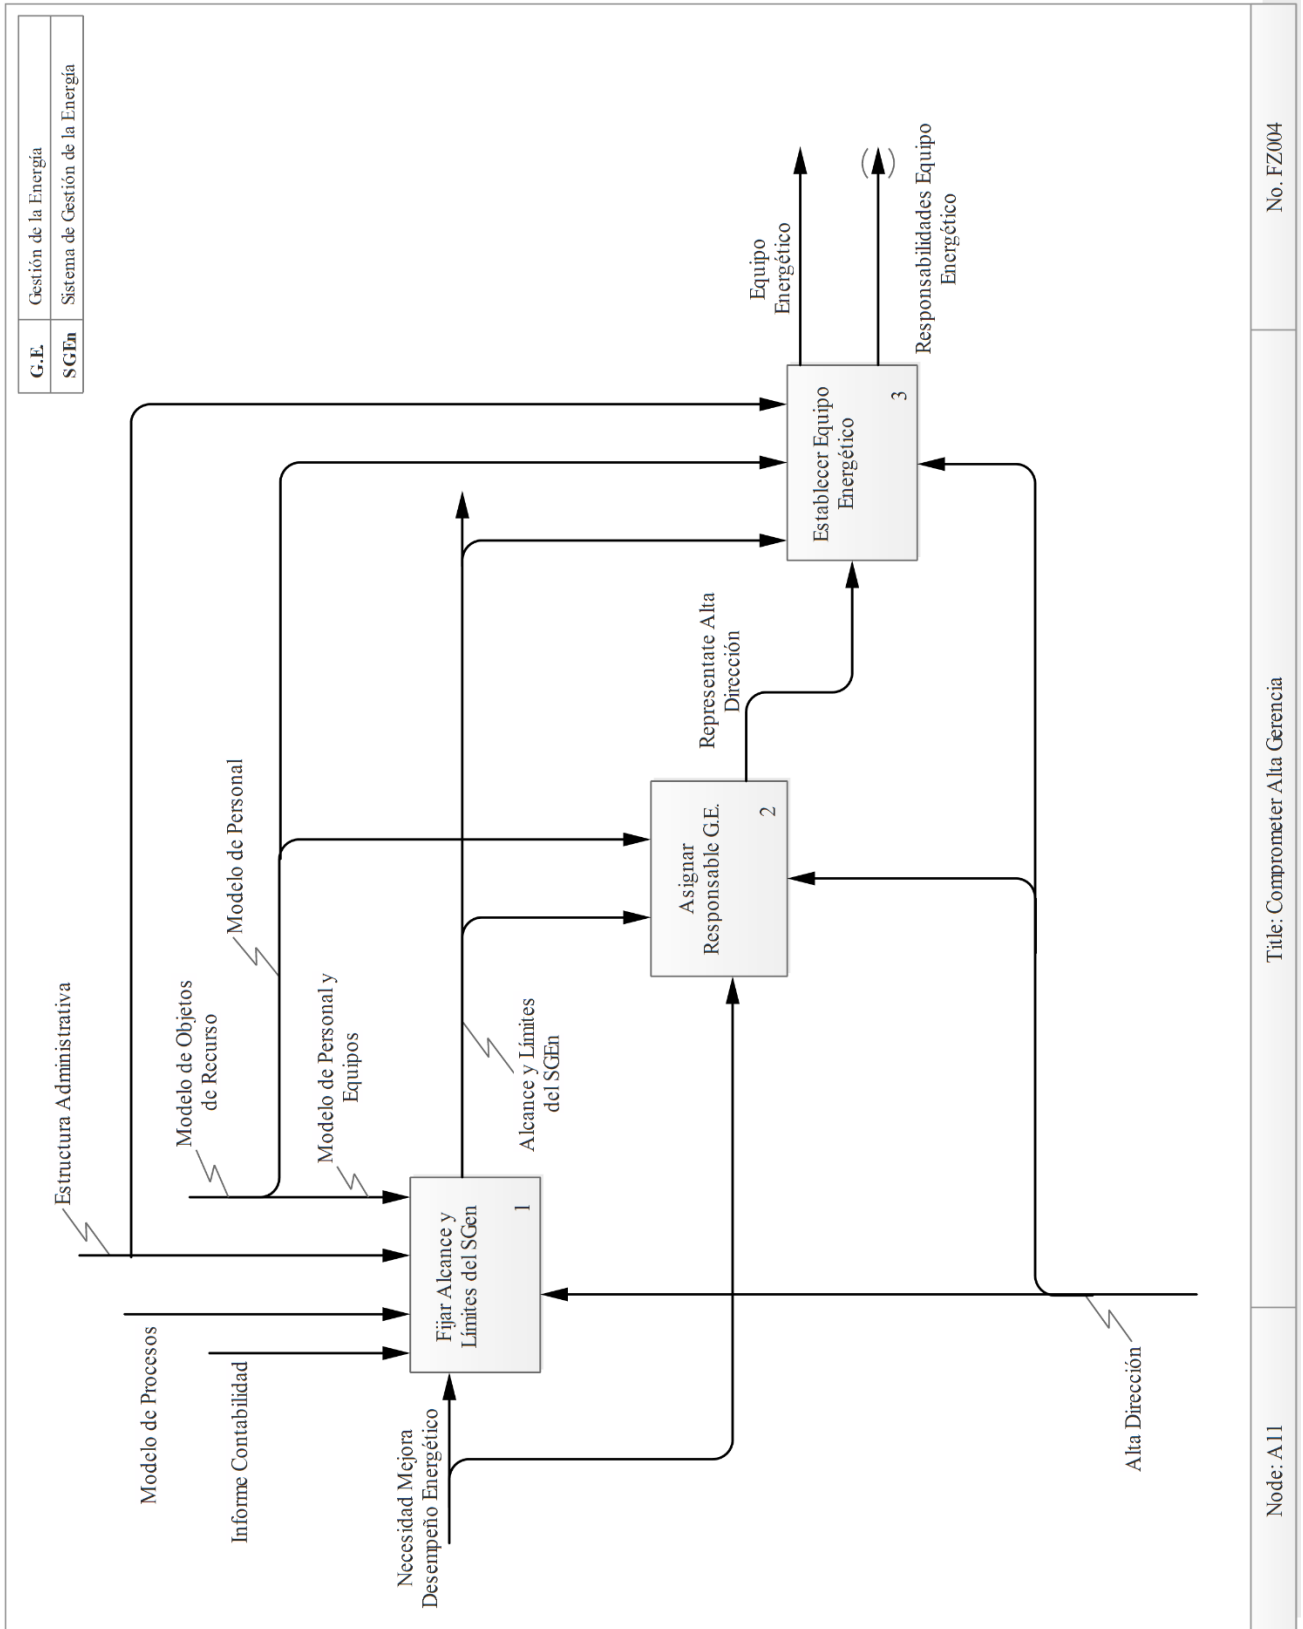 G.E. Gestión de la Energía
SGEn Sistema de Gestión de la Energía
Estructura Administrativa
Modelo de Procesos
Modelo de Objetos
de Recurso
Modelo de Personal
Informe Contabilidad
Modelo de Personal y
Equipos
Necesidad Mejora
Desempeño Energético
Fijar Alcance y
Límites del SGen
1
Alcance y Límites
del SGEn
Asignar
Responsable G.E.
2
Representate Alta
Dirección
Establecer Equipo
Energético
3
Equipo
Energético
Responsabilidades Equipo
Energético
Alta Dirección
Node: A11
Title: Comprometer Alta Gerencia
No. FZ004